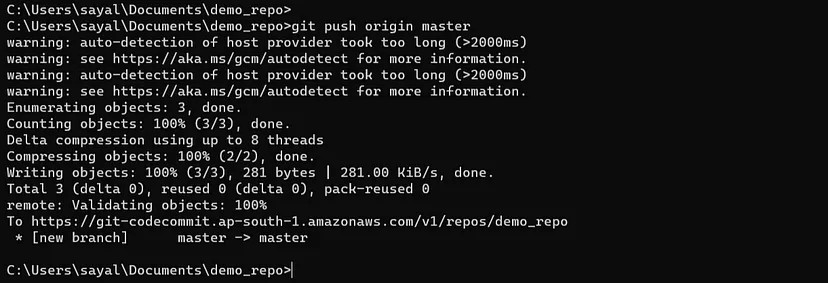 C:\Users\sayal\Documents\demo_repo>
C:\Users\sayal\Documents\demo_repo>git push origin master
warning: auto-detection of host provider took too long (>2000ms)
warning: see https://aka.ms/gcm/autodetect for more information.
warning: auto-detection of host provider took too long (>2000ms)
warning: see https://aka.ms/gcm/autodetect for more information.
Enumerating objects: 3, done.
Counting objects: 100% (3/3), done.
Delta compression using up to 8 threads
Compressing objects: 100% (2/2), done.
Writing objects: 100% (3/3), 281 bytes | 281.00 KiB/s, done.
Total 3 (delta 0), reused 0 (delta 0), pack-reused 0
remote: Validating objects: 100%
To https://git-codecommit.ap-south-1.amazonaws.com/v1/repos/demo_repo
 * [new branch]      master -> master
C:\Users\sayal\Documents\demo_repo>